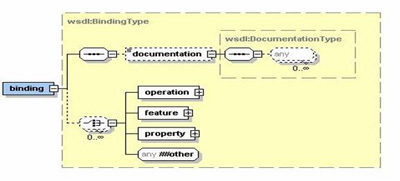 wsdl:BindingType
wsdl:DocumentationType
documentation
any
0..∞
binding
operation
feature
0..∞
property
any ##other